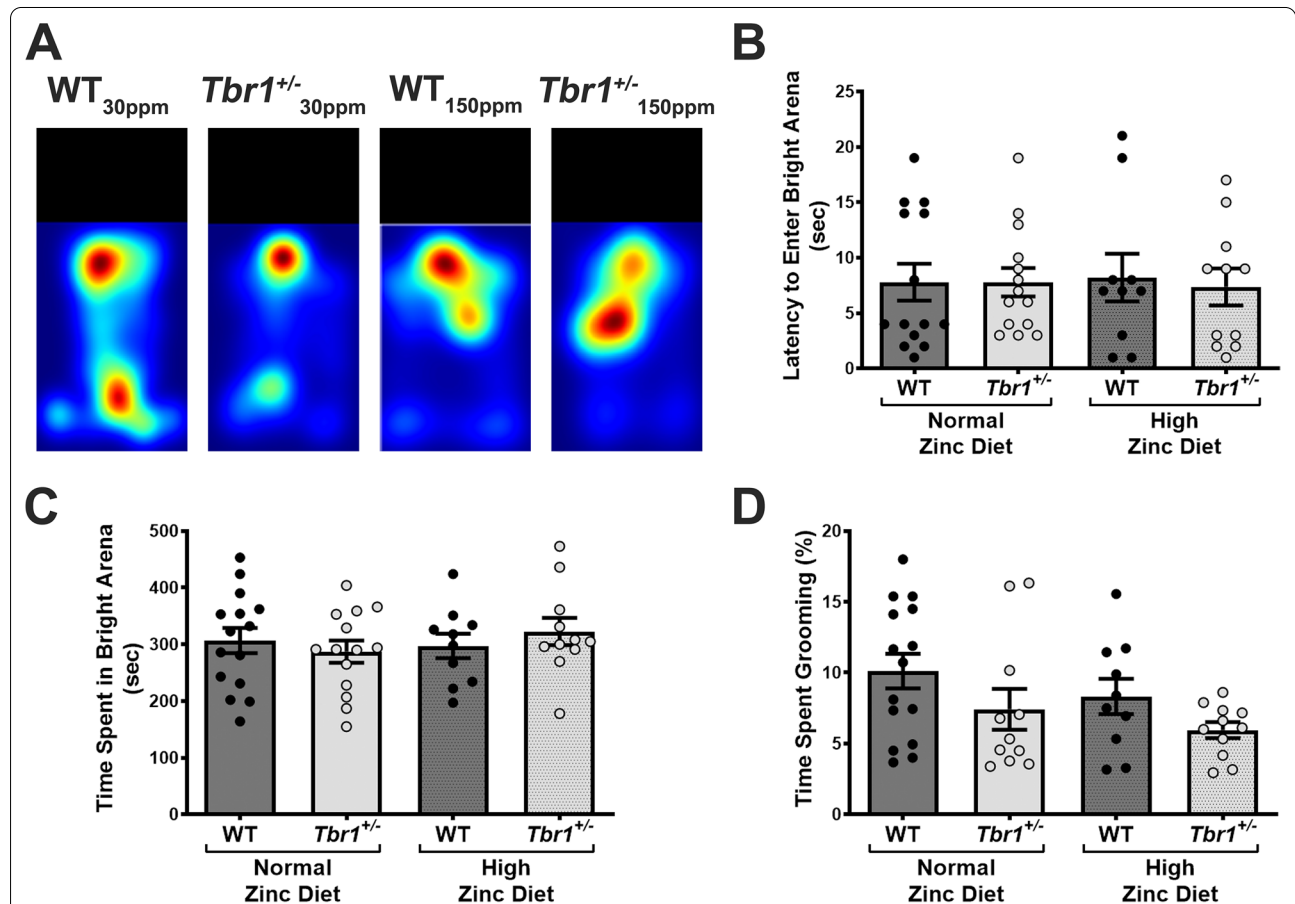 A
WT30ppm
Tbr1+/-30ppm
WT150ppm
Tbr1+/-150ppm
B
Latency to Enter Bright Arena
(sec)
25
20
15
10
5
0
WT
Tbr1+/-
WT
Tbr1+/-
Normal
Zinc Diet
High
Zinc Diet
C
Time Spent in Bright Arena
(sec)
500
400
300
200
100
0
WT
Tbr1+/-
WT
Tbr1+/-
Normal
Zinc Diet
High
Zinc Diet
D
Time Spent Grooming (%)
20
15
10
5
0
WT
Tbr1+/-
WT
Tbr1+/-
Normal
Zinc Diet
High
Zinc Diet